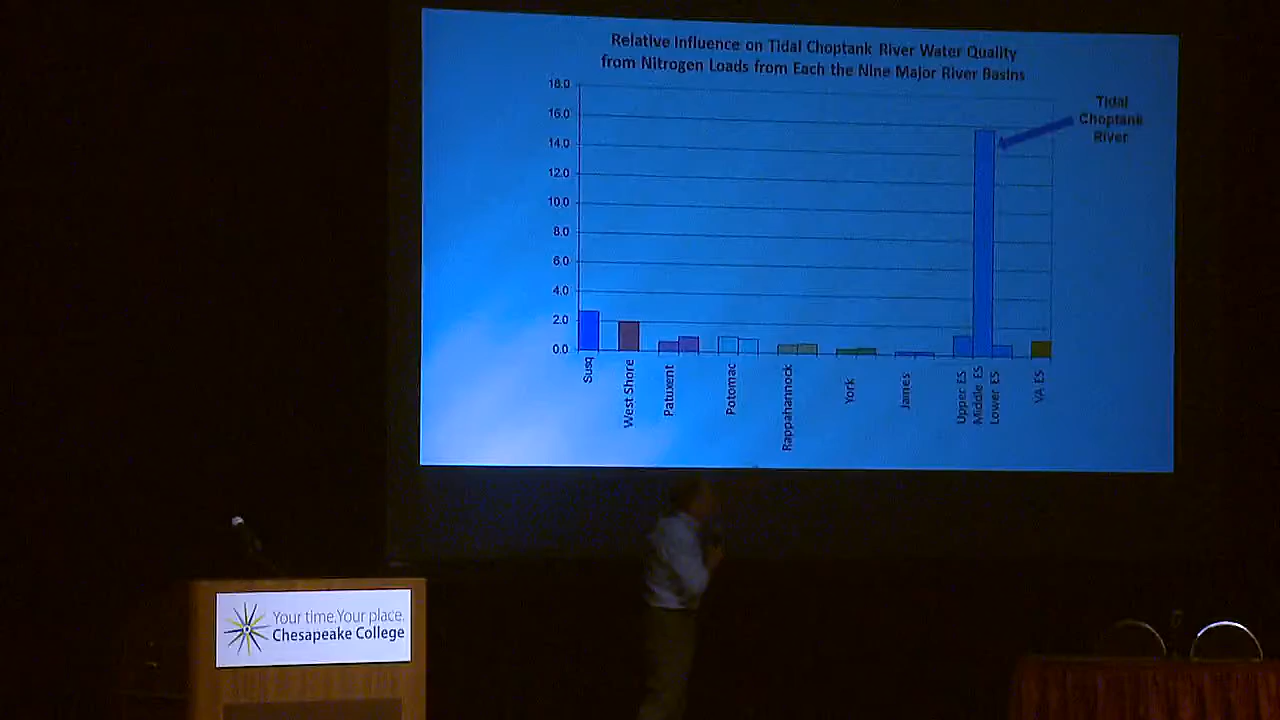 Relative Influence on Tidal Choptank River Water Quality
from Nitrogen Loads from Each the Nine Major River Basins
18.0
16.0
14.0
12.0
10.0
8.0
6.0
4.0
2.0
0.0
Tidal
Choptank
River
Susq
West Shore
Patuxent
Potomac
Rappahannock
York
James
Upper ES
Middle ES
Lower ES
VA ES
Your time.Your place.
Chesapeake College